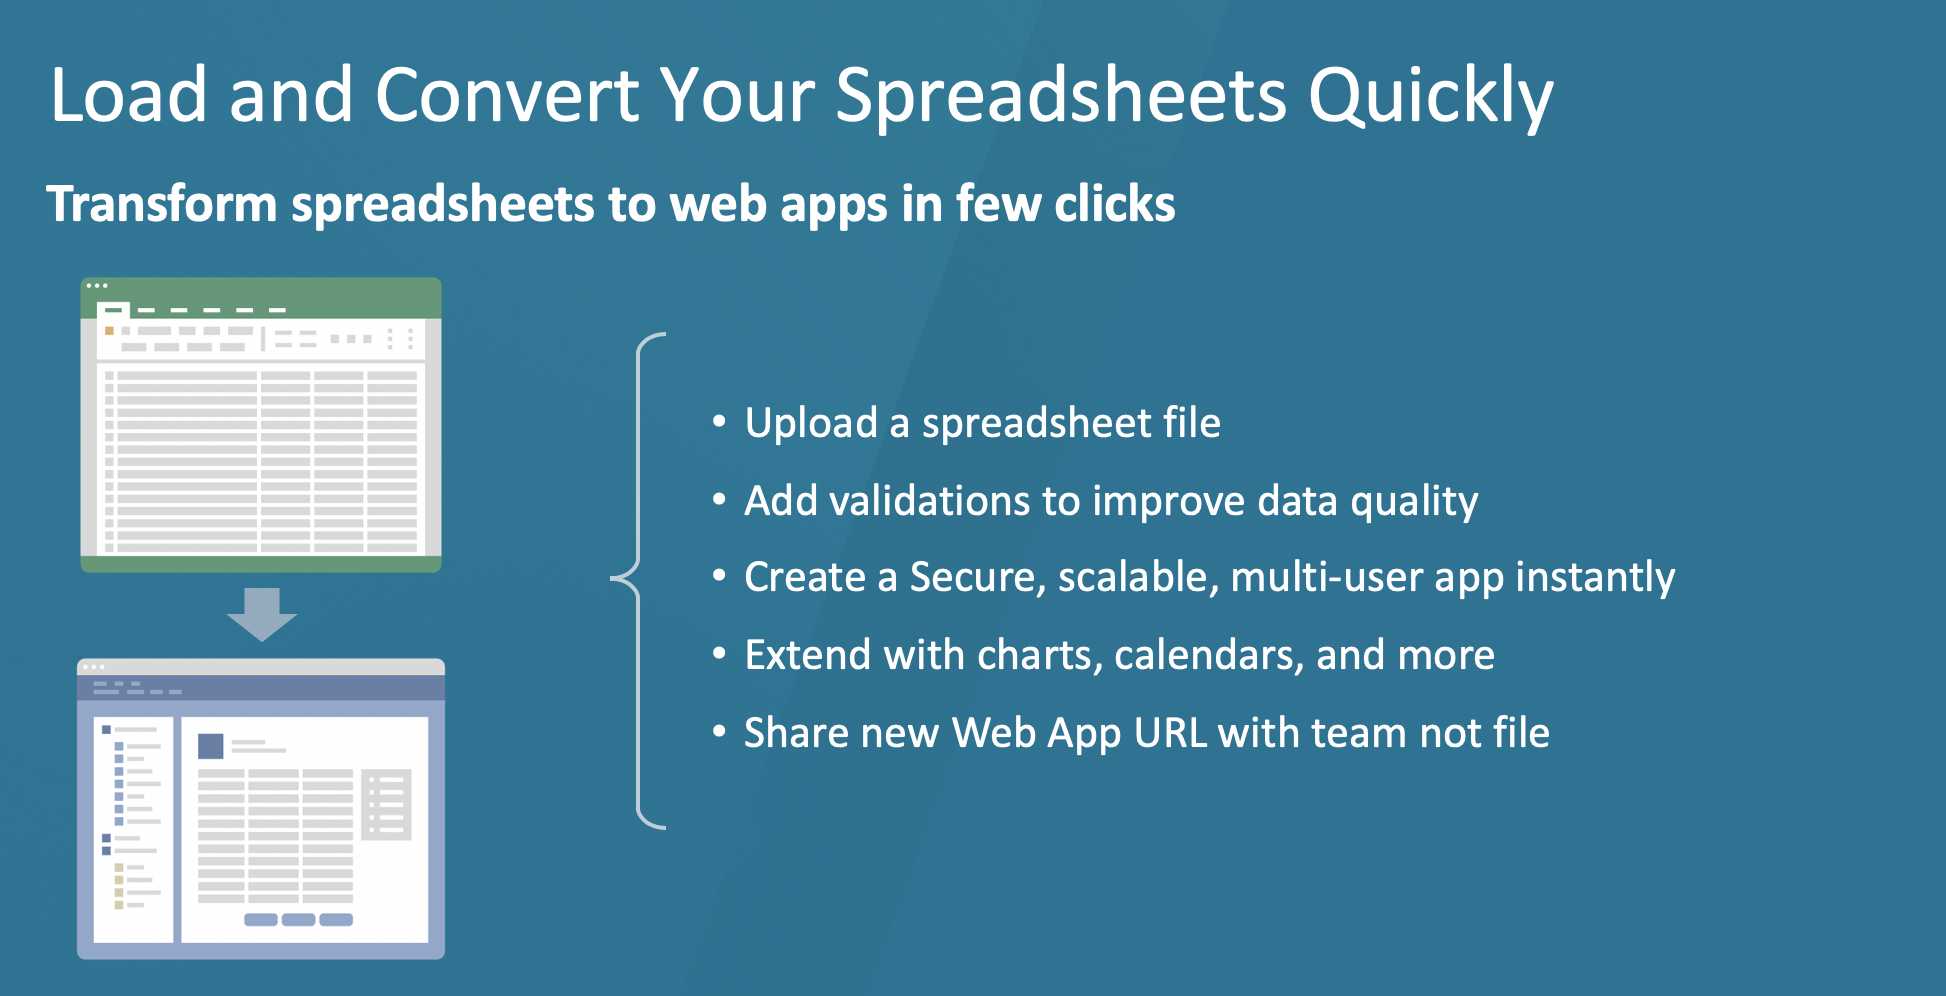 Load and Convert Your Spreadsheets Quickly
Transform spreadsheets to web apps in few clicks
• Upload a spreadsheet file
• Add validations to improve data quality
• Create a Secure, scalable, multi-user app instantly
• Extend with charts, calendars, and more
• Share new Web App URL with team not file